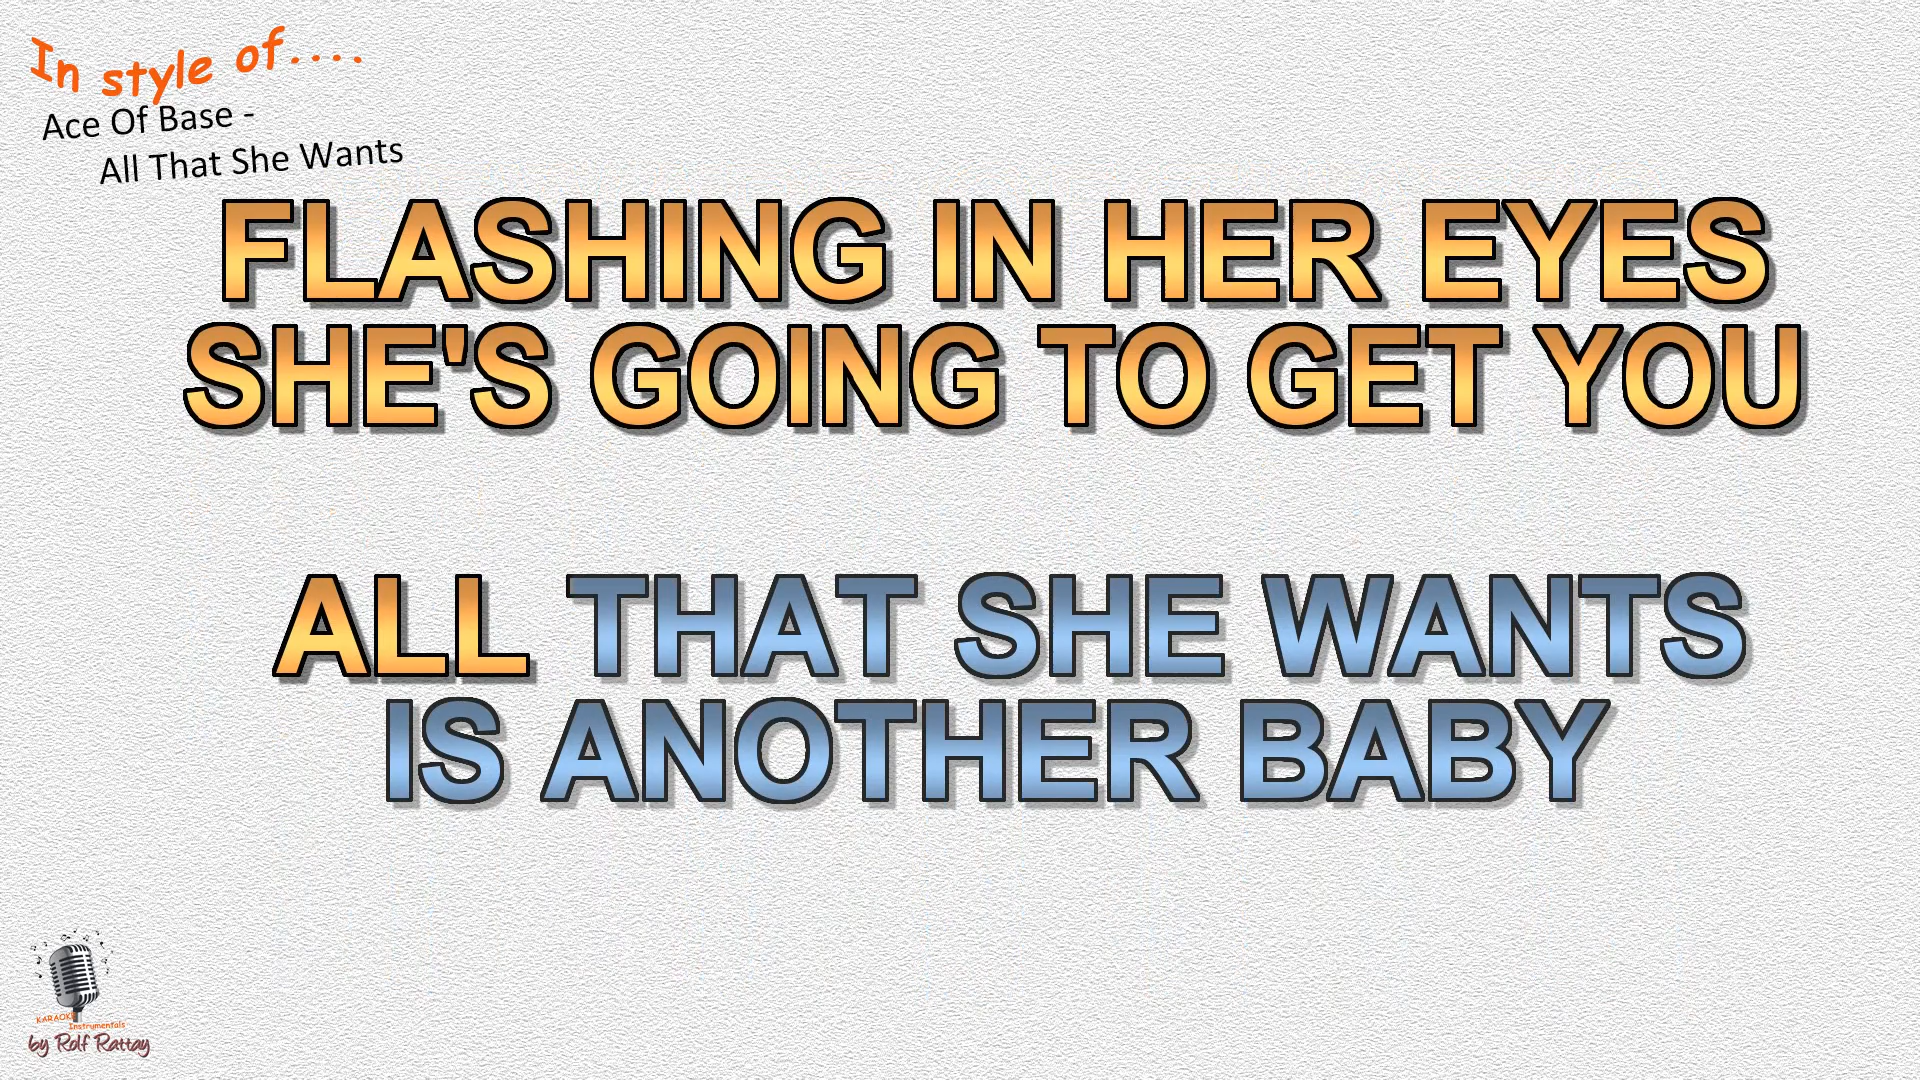 In style of....
Ace Of Base -
All That She Wants
FLASHING IN HER EYES
SHE'S GOING TO GET YOU
ALL THAT SHE WANTS
IS ANOTHER BABY
KARAOKE
Instrumentals
by Rolf Rattay